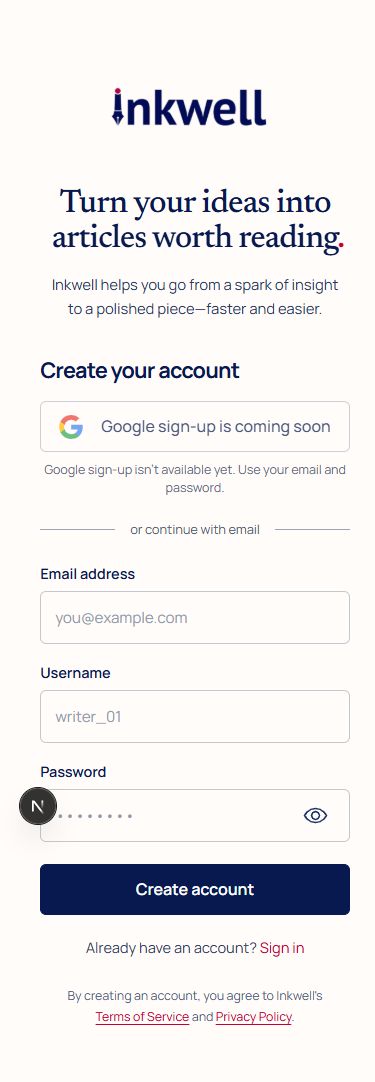 inkwell
Turn your ideas into
articles worth reading.
Inkwell helps you go from a spark of insight
to a polished piece—faster and easier.
Create your account
Google sign-up is coming soon
Google sign-up isn't available yet. Use your email and
password.
or continue with email
Email address
you@example.com
Username
writer_01
Password
N
Create account
Already have an account? Sign in
By creating an account, you agree to Inkwell's
Terms of Service and Privacy Policy.